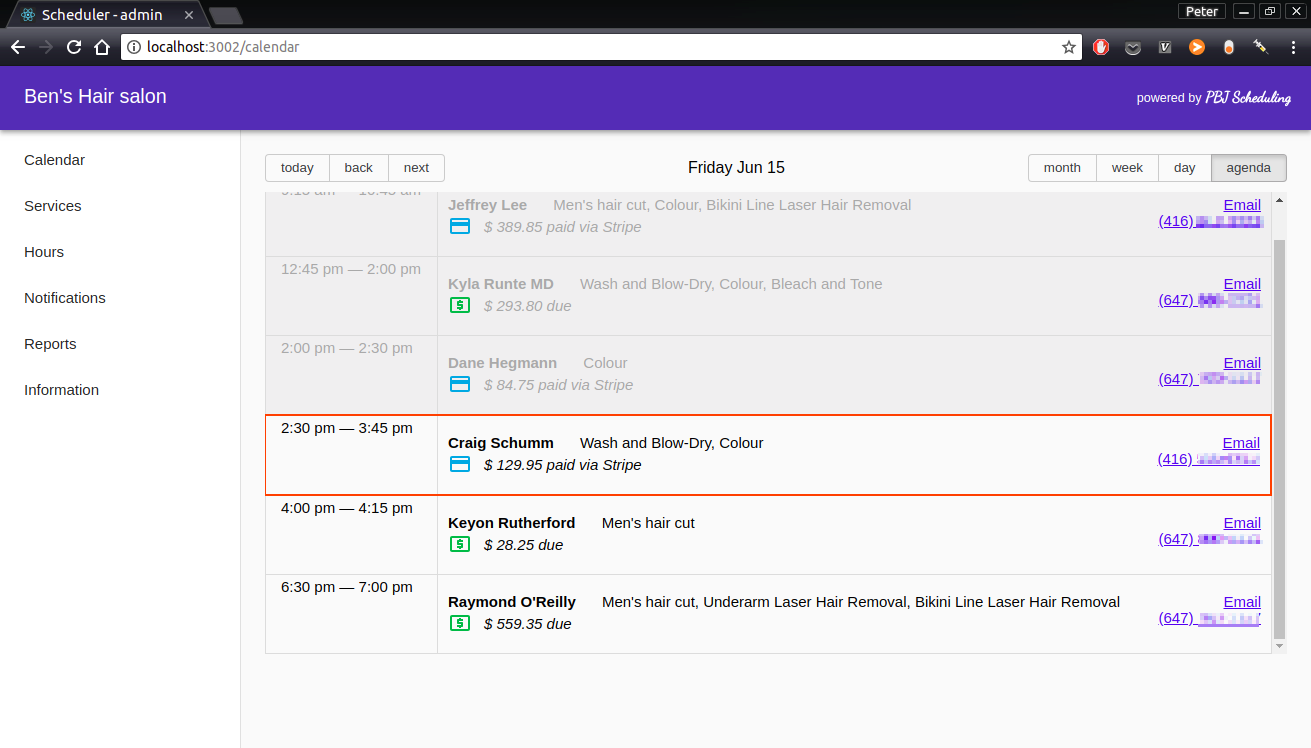 Scheduler - admin
Peter
localhost:3002/calendar
Ben's Hair salon
powered by PBJ Scheduling
Calendar
Services
Hours
Notifications
Reports
Information
today back next
Friday Jun 15
month week day agenda
Jeffrey Lee Men's hair cut, Colour, Bikini Line Laser Hair Removal Email
$ 389.85 paid via Stripe (416)
12:45 pm — 2:00 pm
Kyla Runte MD Wash and Blow-Dry, Colour, Bleach and Tone Email
$ 293.80 due (647)
2:00 pm — 2:30 pm
Dane Hegmann Colour Email
$ 84.75 paid via Stripe (647)
2:30 pm — 3:45 pm
Craig Schumm Wash and Blow-Dry, Colour Email
$ 129.95 paid via Stripe (416)
4:00 pm — 4:15 pm
Keyon Rutherford Men's hair cut Email
$ 28.25 due (647)
6:30 pm — 7:00 pm
Raymond O'Reilly Men's hair cut, Underarm Laser Hair Removal, Bikini Line Laser Hair Removal Email
$ 559.35 due (647)